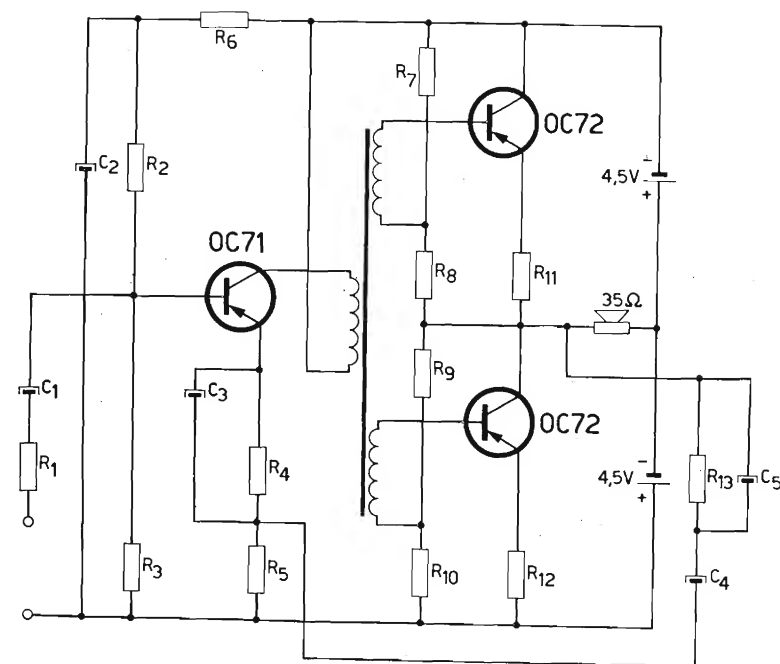 R6
R7
OC72
C2
R2
4,5V
−
+
OC71
R8
R11
35Ω
C1
C3
R9
OC72
R1
R4
−
4,5V
+
R13
C5
R3
R5
R10
R12
C4